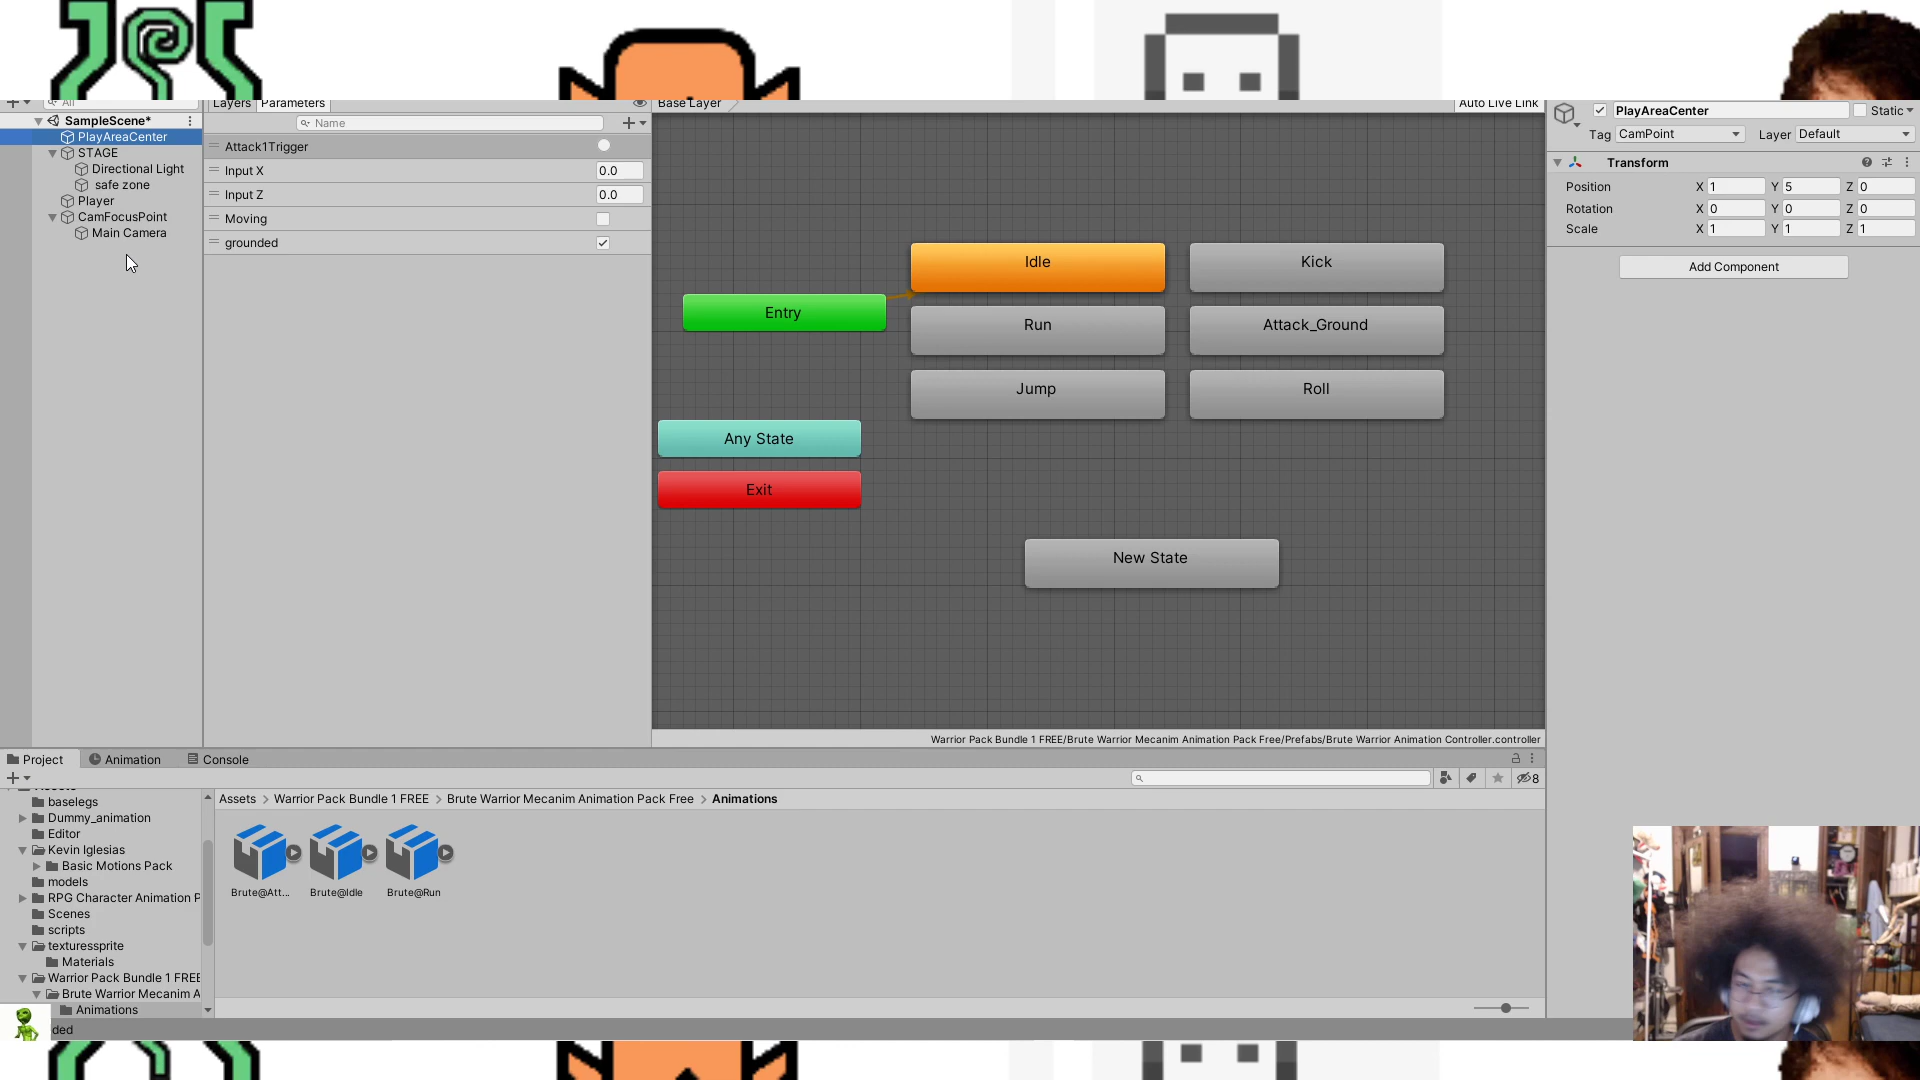 All
Layers
Parameters
Base Layer
Auto Live Link
PlayAreaCenter
Static
Tag CamPoint
Layer Default
SampleScene*
PlayAreaCenter
STAGE
Directional Light
safe zone
Player
CamFocusPoint
Main Camera
Name
Attack1Trigger
Input X 0.0
Input Z 0.0
Moving
grounded
Entry
Idle
Run
Jump
Kick
Attack_Ground
Roll
Any State
Exit
New State
Transform
Position X 1 Y 5 Z 0
Rotation X 0 Y 0 Z 0
Scale X 1 Y 1 Z 1
Add Component
Warrior Pack Bundle 1 FREE/Brute Warrior Mecanim Animation Pack Free/Prefabs/Brute Warrior Animation Controller.controller
Project
Animation
Console
8
Assets > Warrior Pack Bundle 1 FREE > Brute Warrior Mecanim Animation Pack Free > Animations
Assets
baselegs
Dummy_animation
Editor
Kevin Iglesias
Basic Motions Pack
models
RPG Character Animation P
Scenes
scripts
texturessprite
Materials
Warrior Pack Bundle 1 FREE
Brute Warrior Mecanim A
Animations
Brute@Att...
Brute@Idle
Brute@Run
ded